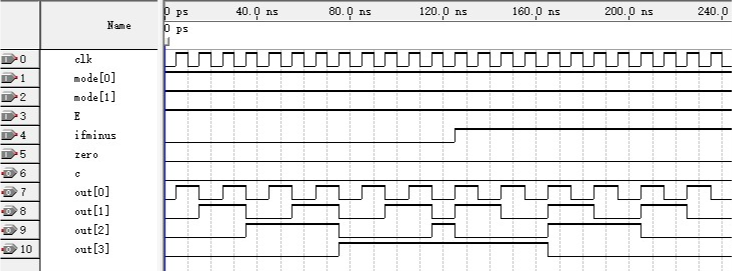 Name
0 ps 40.0 ns 80.0 ns 120.0 ns 160.0 ns 200.0 ns 240.0
0 ps
0 clk
1 mode[0]
2 mode[1]
3 E
4 ifminus
5 zero
6 c
7 out[0]
8 out[1]
9 out[2]
10 out[3]